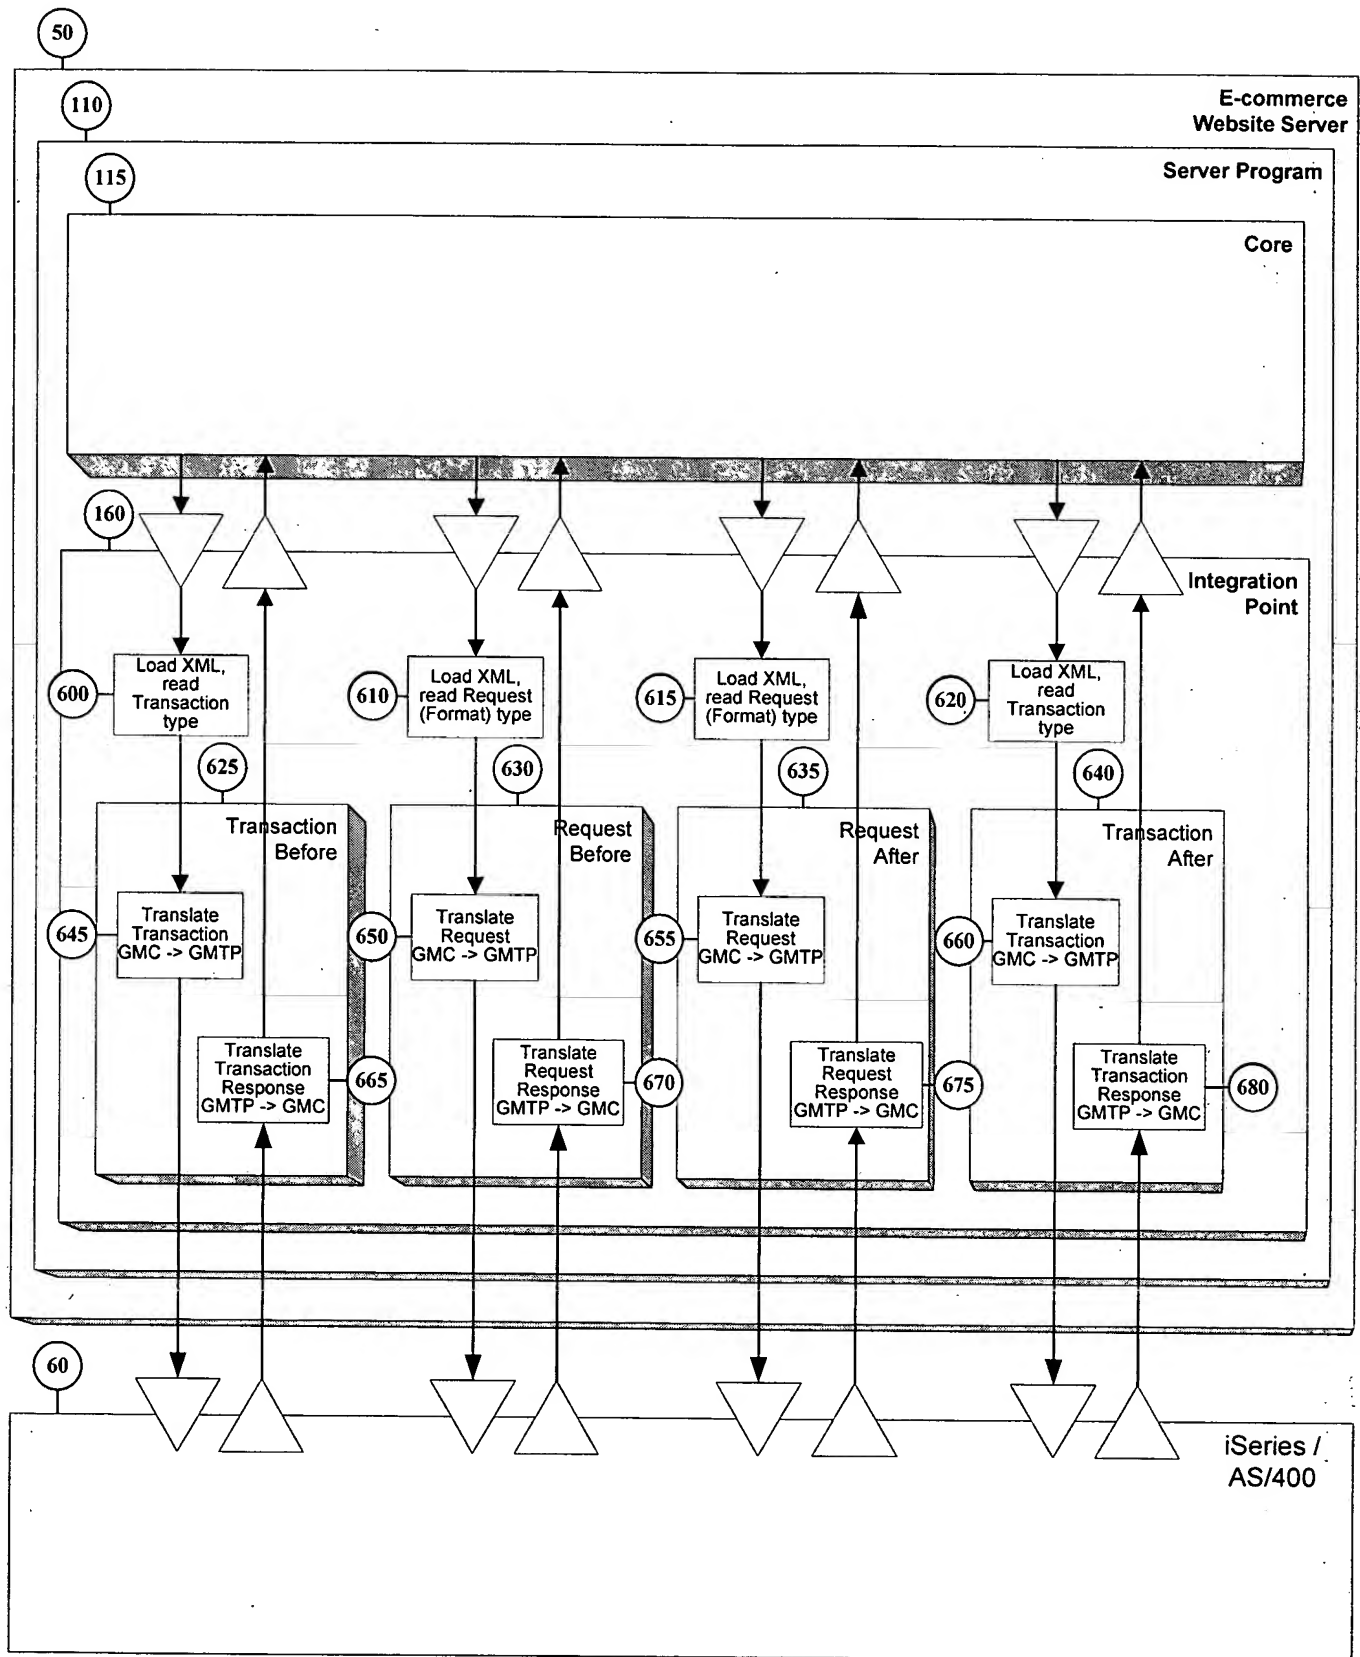 50
E-commerce
Website Server
110
Server Program
115
Core
160
Integration
Point
600
Load XML,
read
Transaction
type
610
Load XML,
read Request
(Format) type
615
Load XML,
read Request
(Format) type
620
Load XML,
read
Transaction
type
625
Transaction
Before
630
Request
Before
635
Request
After
640
Transaction
After
645
Translate
Transaction
GMC -> GMTP
650
Translate
Request
GMC -> GMTP
655
Translate
Request
GMC -> GMTP
660
Translate
Transaction
GMC -> GMTP
Translate
Transaction
Response
GMTP -> GMC
665
Translate
Request
Response
GMTP -> GMC
670
Translate
Request
Response
GMTP -> GMC
675
Translate
Transaction
Response
GMTP -> GMC
680
60
iSeries /
AS/400